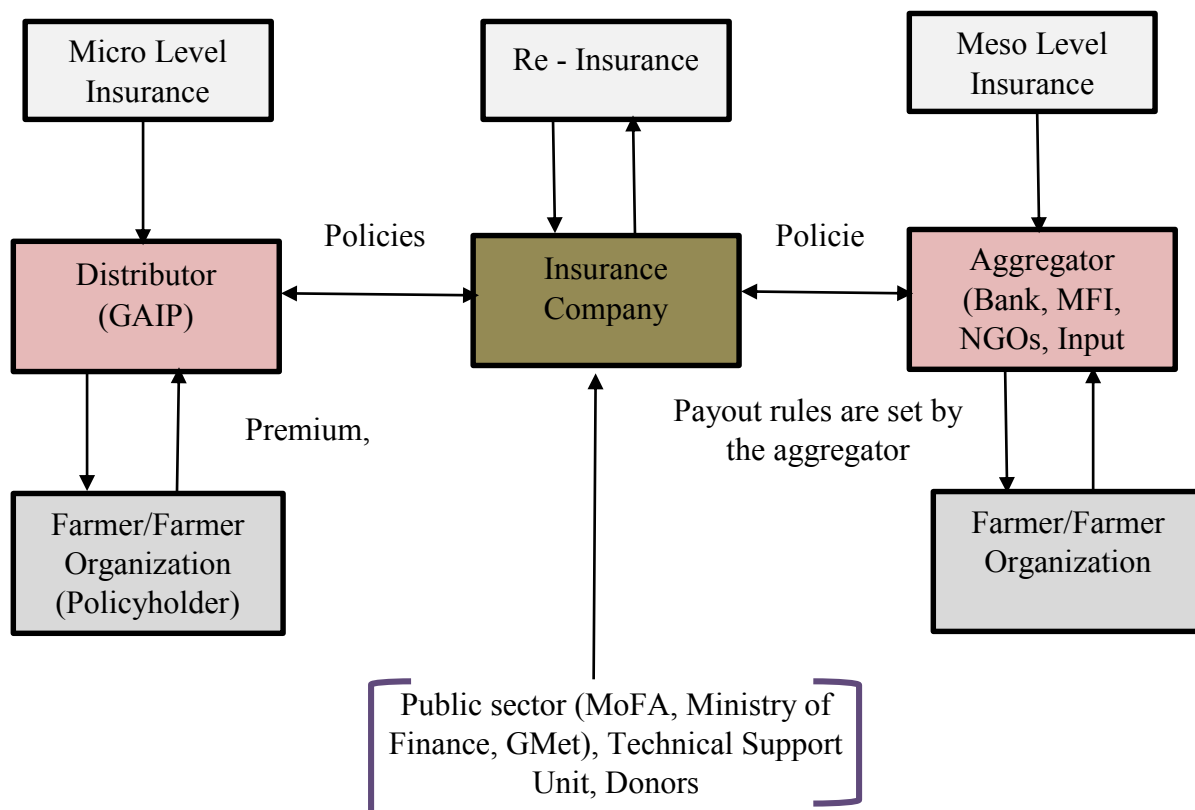 Micro Level
Insurance
Re - Insurance
Meso Level
Insurance
Policies
Policie
Distributor
(GAIP)
Insurance
Company
Aggregator
(Bank, MFI,
NGOs, Input
Premium,
Payout rules are set by
the aggregator
Farmer/Farmer
Organization
(Policyholder)
Farmer/Farmer
Organization
Public sector (MoFA, Ministry of
Finance, GMet), Technical Support
Unit, Donors